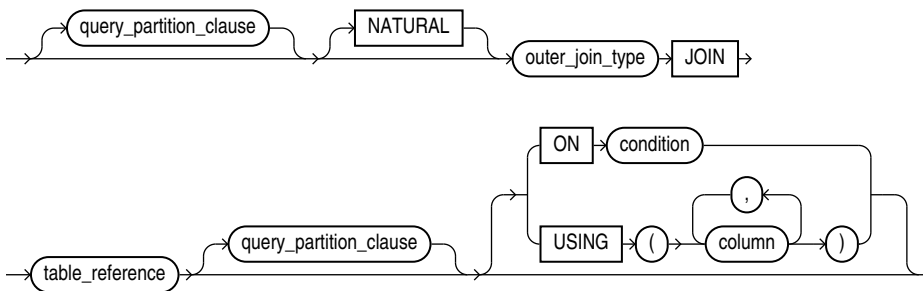 query_partition_clause NATURAL
outer_join_type JOIN
ON condition
,
USING ( column )
query_partition_clause
table_reference